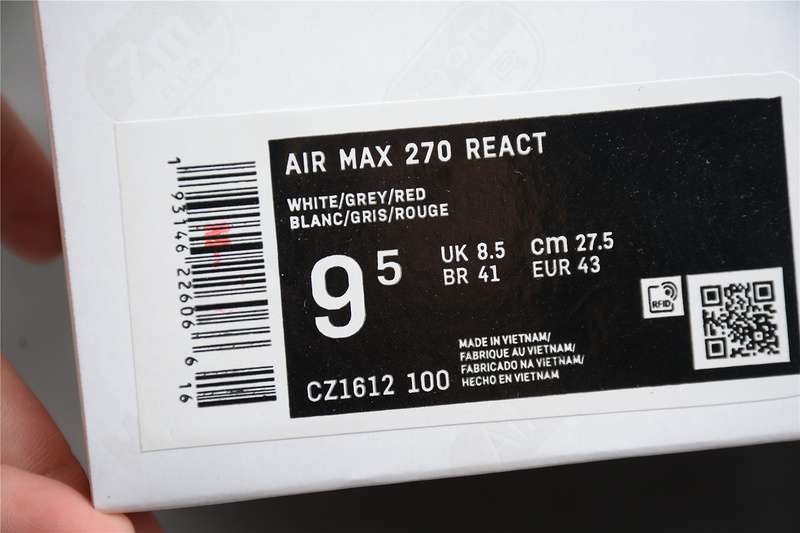 AIR MAX 270 REACT
WHITE/GREY/RED
BLANC/GRIS/ROUGE
9 5
UK 8.5
cm 27.5
BR 41
EUR 43
RFID
MADE IN VIETNAM/
FABRIQUE AU VIETNAM/
FABRICADO NA VIETNAM/
HECHO EN VIETNAM
CZ1612 100
1 93146 22606 6 16